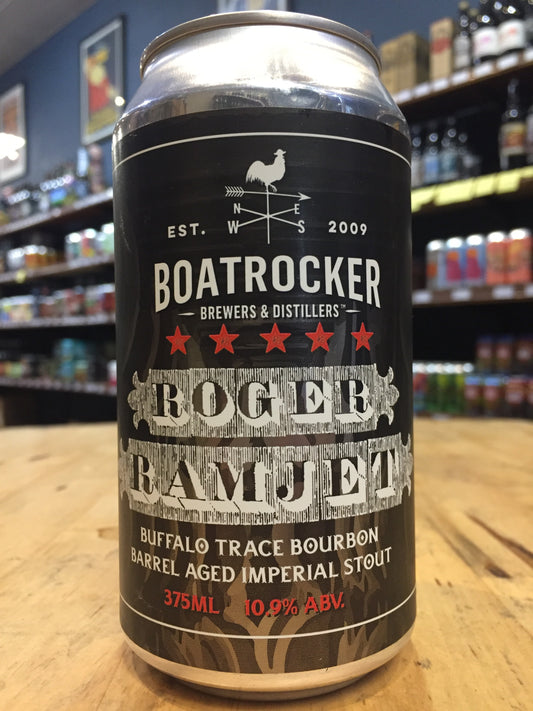 N E
W S
EST. 2009
BOATROCKER
BREWERS & DISTILLERS™
ROGER
RAMJET
BUFFALO TRACE BOURBON
BARREL AGED IMPERIAL STOUT
375ML 10.9% ABV.